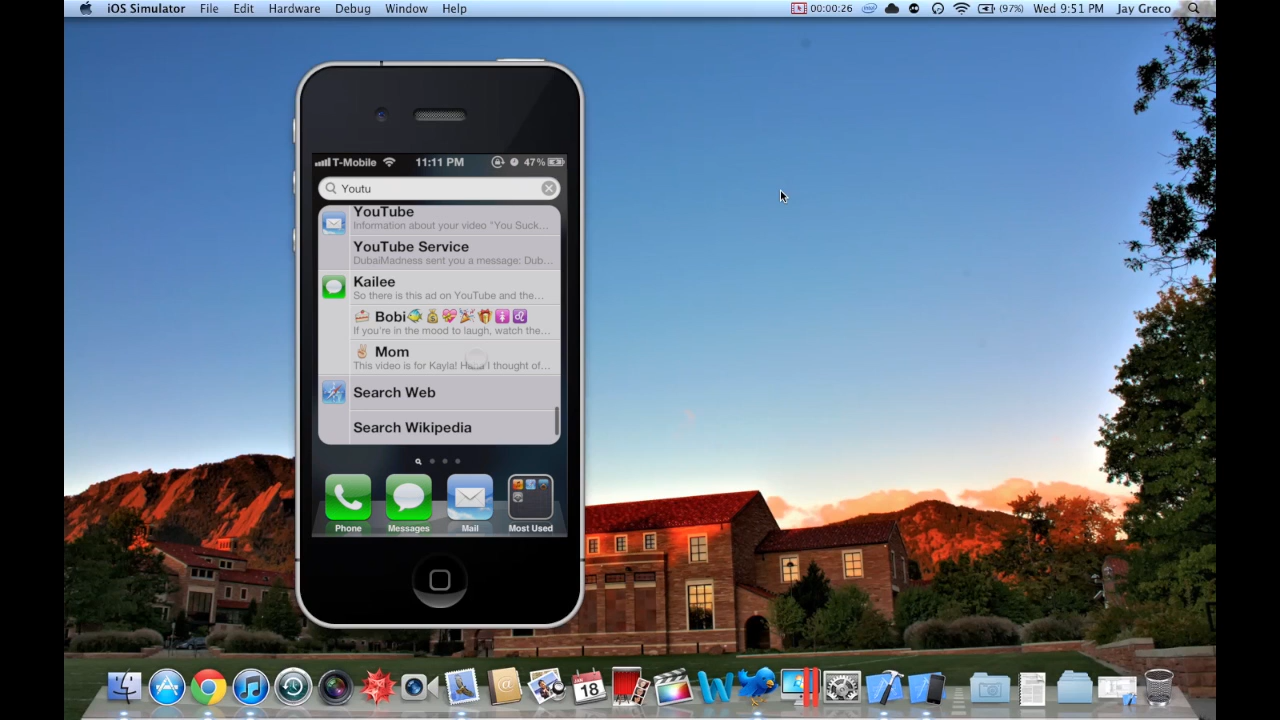 iOS Simulator File Edit Hardware Debug Window Help 00:00:26 (97%) Wed 9:51 PM Jay Greco
T-Mobile 11:11 PM 47%
Youtu
YouTube
Information about your video "You Suck...
YouTube Service
DubaiMadness sent you a message: Dub...
Kailee
So there is this ad on YouTube and the...
Bobi
If you're in the mood to laugh, watch the...
Mom
This video is for Kayla! I thought of...
Search Web
Search Wikipedia
Phone Messages Mail Most Used
18